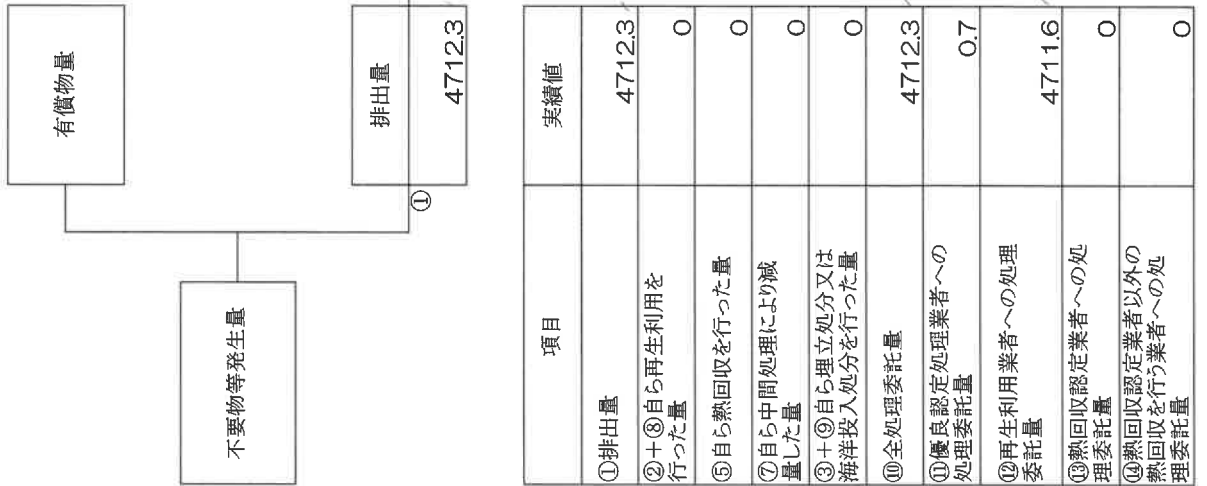 不要物等発生量
有償物量
排出量
①
4712.3
項目
実績値
①排出量
4712.3
②+⑧自ら再生利用を
行った量
0
⑤自ら熱回収を行った量
0
⑦自ら中間処理により減
量した量
0
③+⑨自ら埋立処分又は
海洋投入処分を行った量
0
⑩全処理委託量
4712.3
⑪優良認定処理業者への
処理委託量
0.7
⑫再生利用業者への処理
委託量
4711.6
⑬熱回収認定業者への処
理委託量
0
⑭熱回収認定業者以外の
熱回収を行う業者への処
理委託量
0